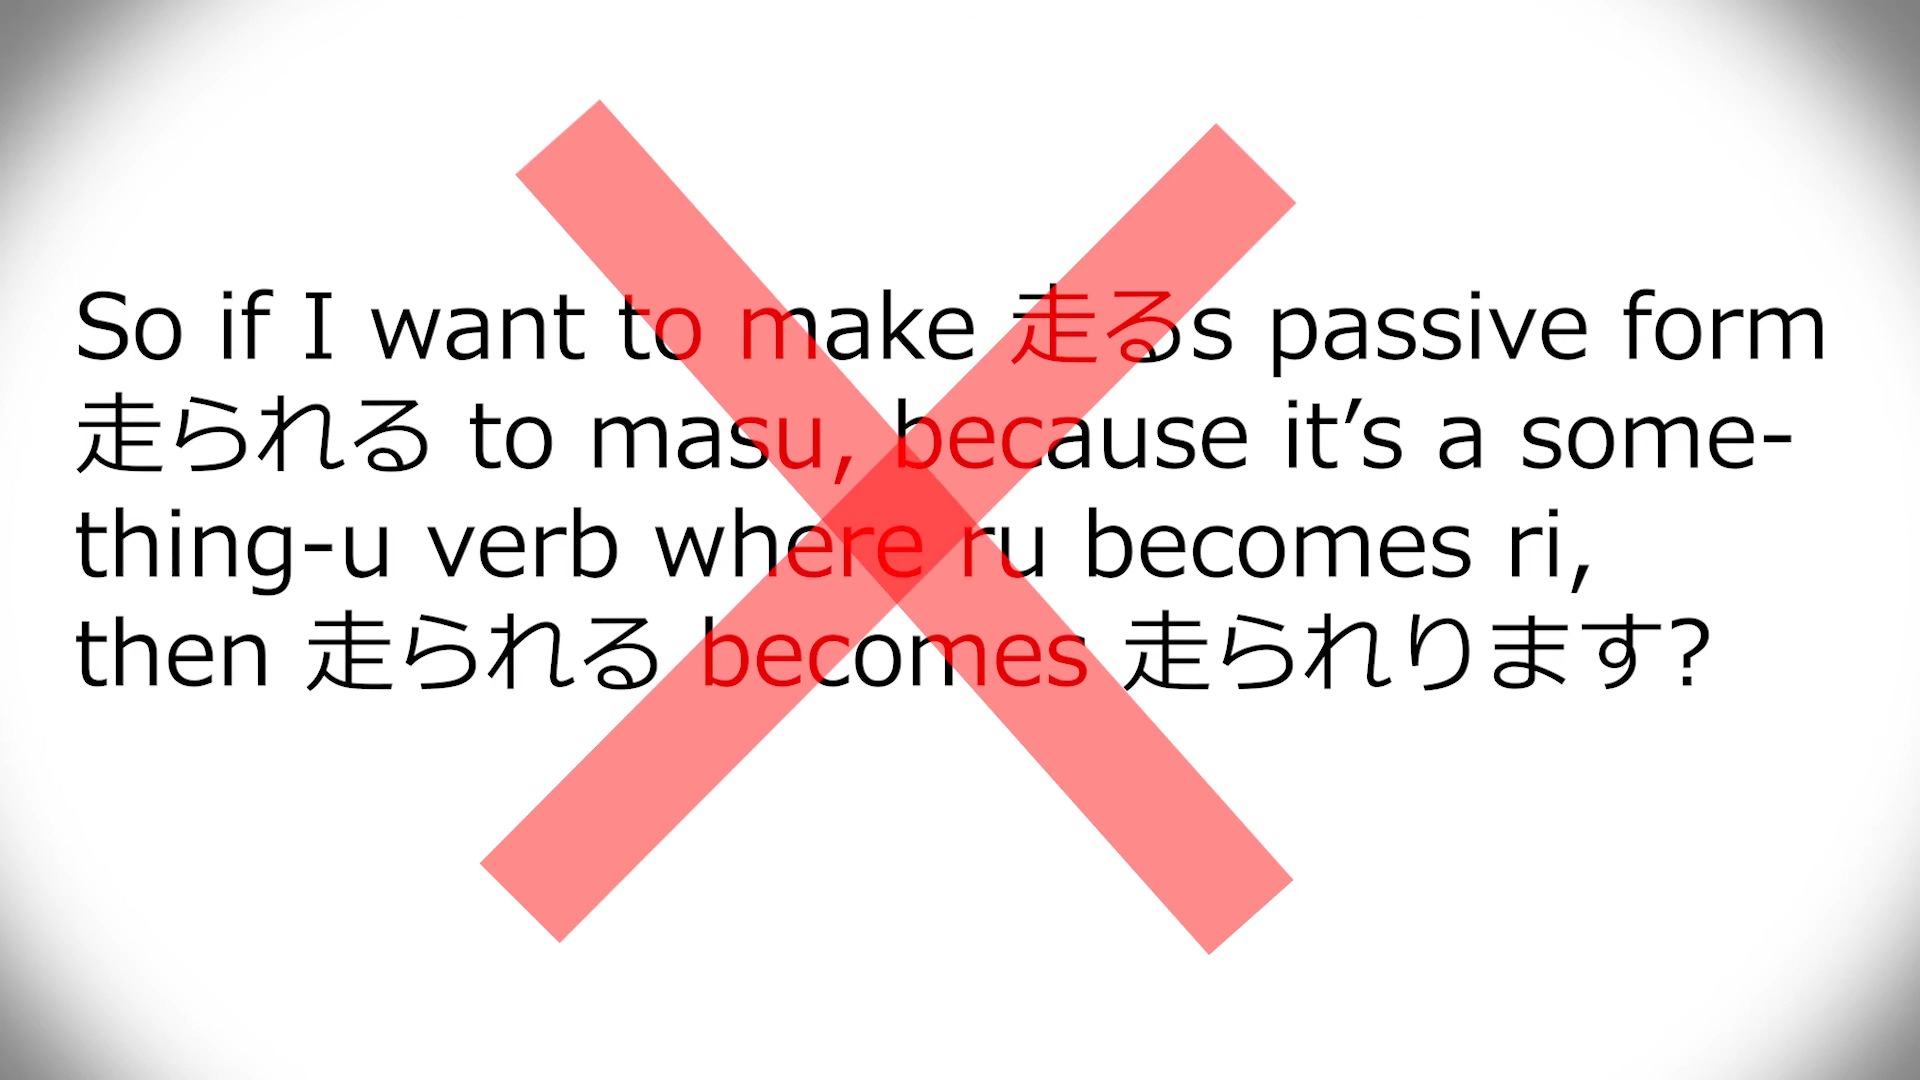 So if I want to make 走るs passive form
走られる to masu, because it’s a some-
thing-u verb where ru becomes ri,
then 走られる becomes 走られります?